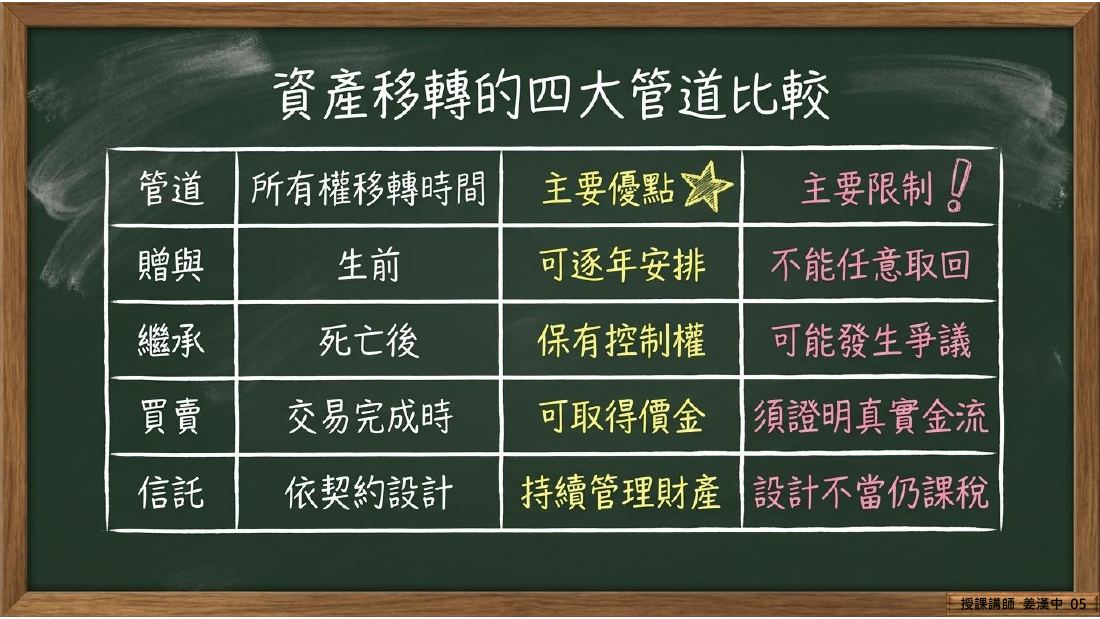 資產移轉的四大管道比較
管道 所有權移轉時間 主要優點 主要限制
贈與 生前 可逐年安排 不能任意取回
繼承 死亡後 保有控制權 可能發生爭議
買賣 交易完成時 可取得價金 須證明真實金流
信託 依契約設計 持續管理財產 設計不當仍課稅
授課講師 姜漢中 05